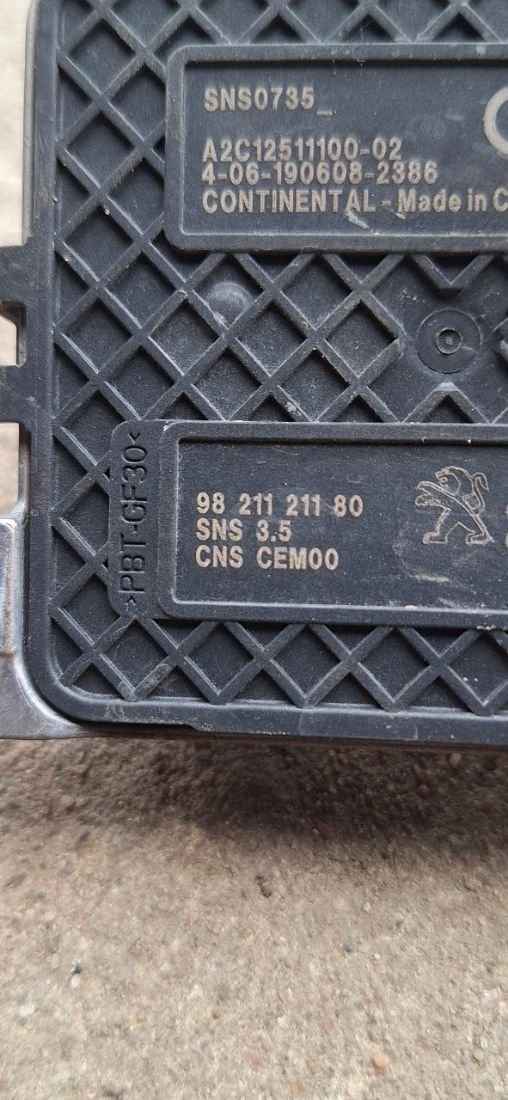 SNS0735_
A2C12511100-02
4-06-190608-2386
CONTINENTAL - Made in C
98 211 211 80
SNS 3.5
CNS CEM00
>PBT-GF30<